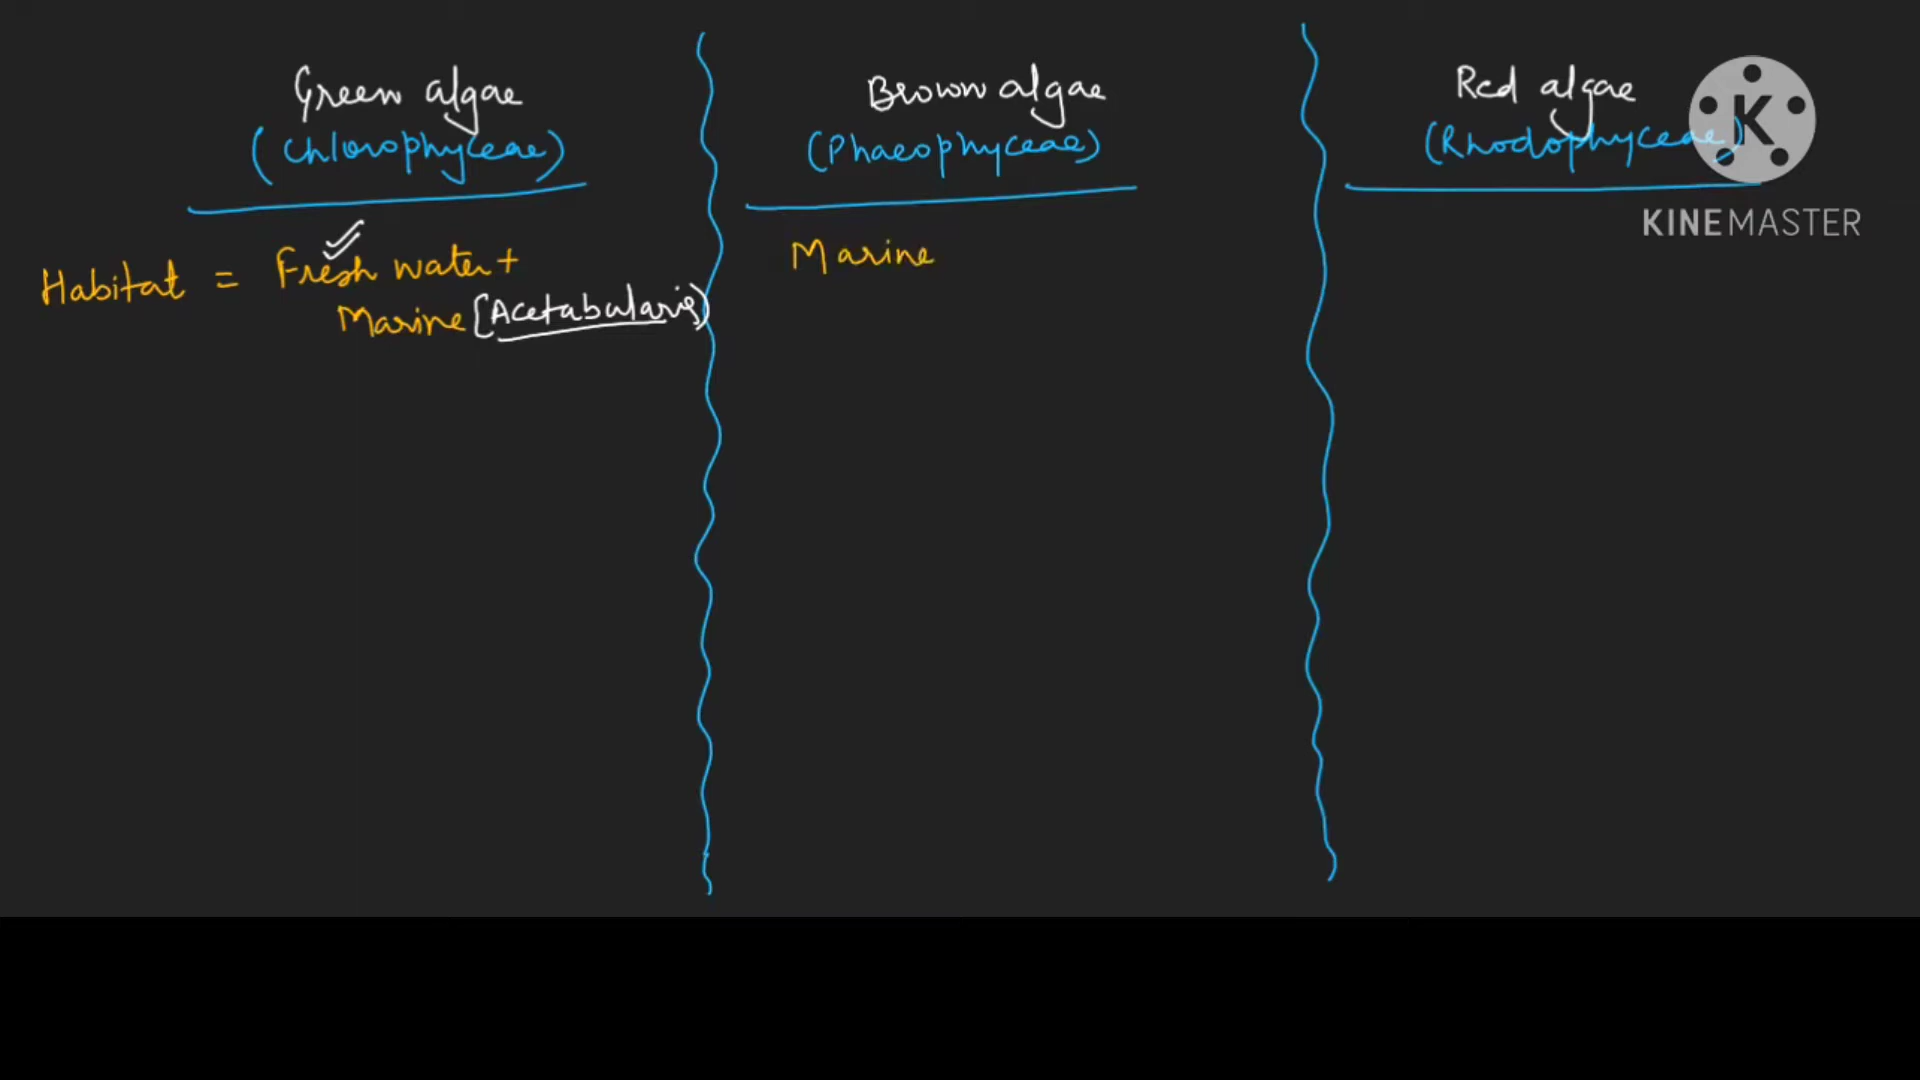 Green algae
(Chlorophyceae)
Habitat = Fresh water +
Marine [Acetabularia)
Brown algae
(Phaeophyceae)
Marine
Red algae
(Rhodophyceae)
K
KINEMASTER